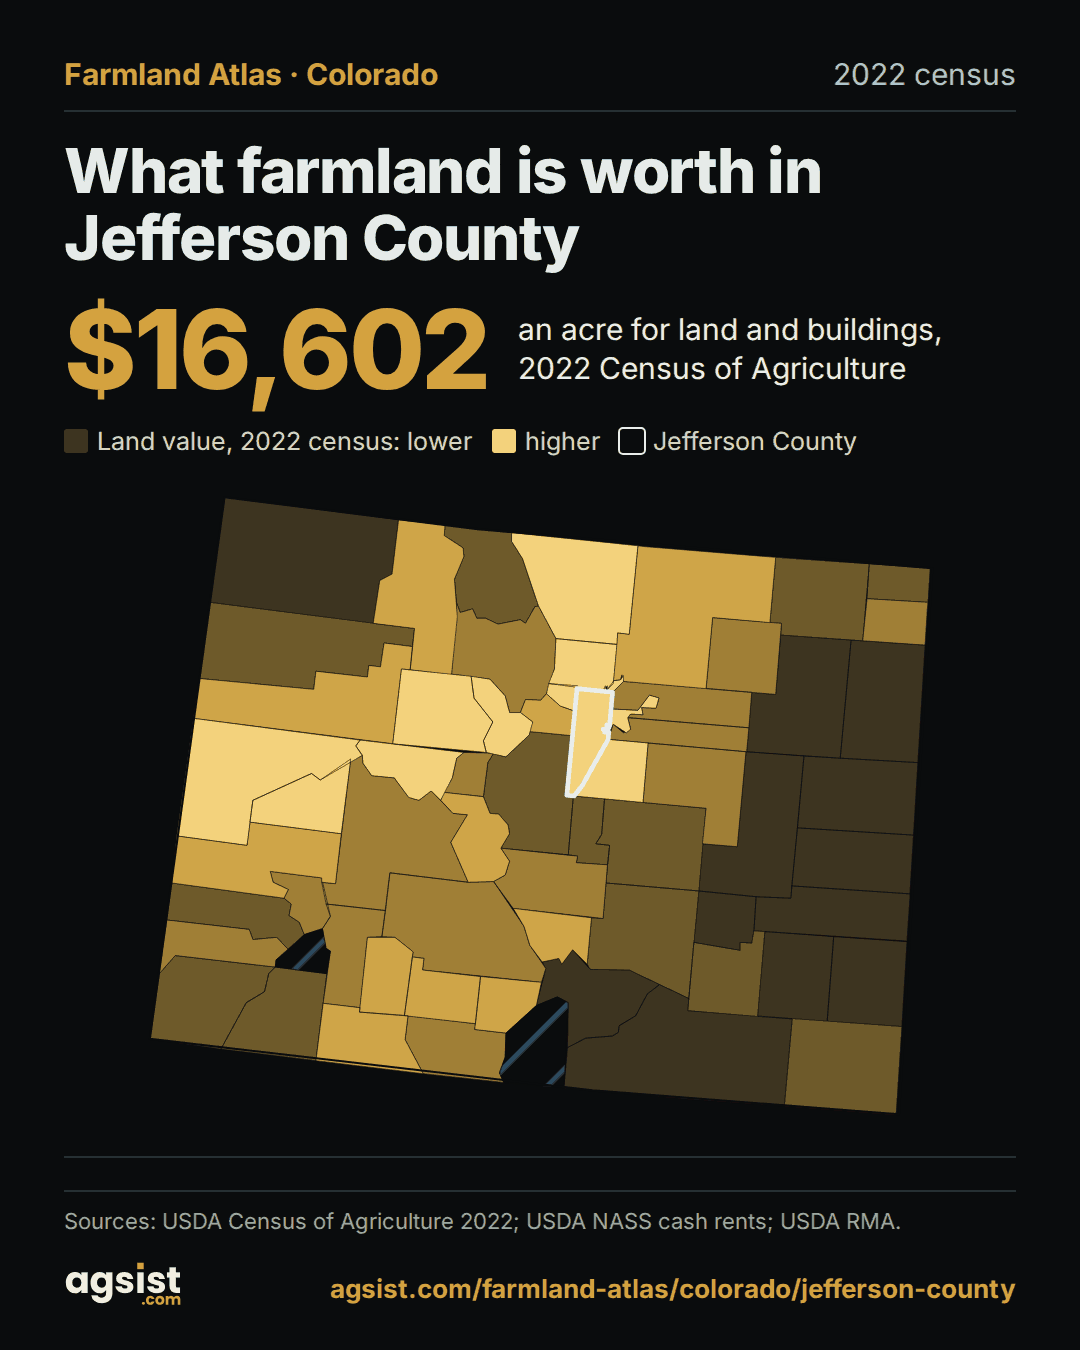 Farmland Atlas · Colorado
2022 census
What farmland is worth in
Jefferson County
$16,602
an acre for land and buildings,
2022 Census of Agriculture
Land value, 2022 census: lower
higher
Jefferson County
Sources: USDA Census of Agriculture 2022; USDA NASS cash rents; USDA RMA.
agsist
.com
agsist.com/farmland-atlas/colorado/jefferson-county